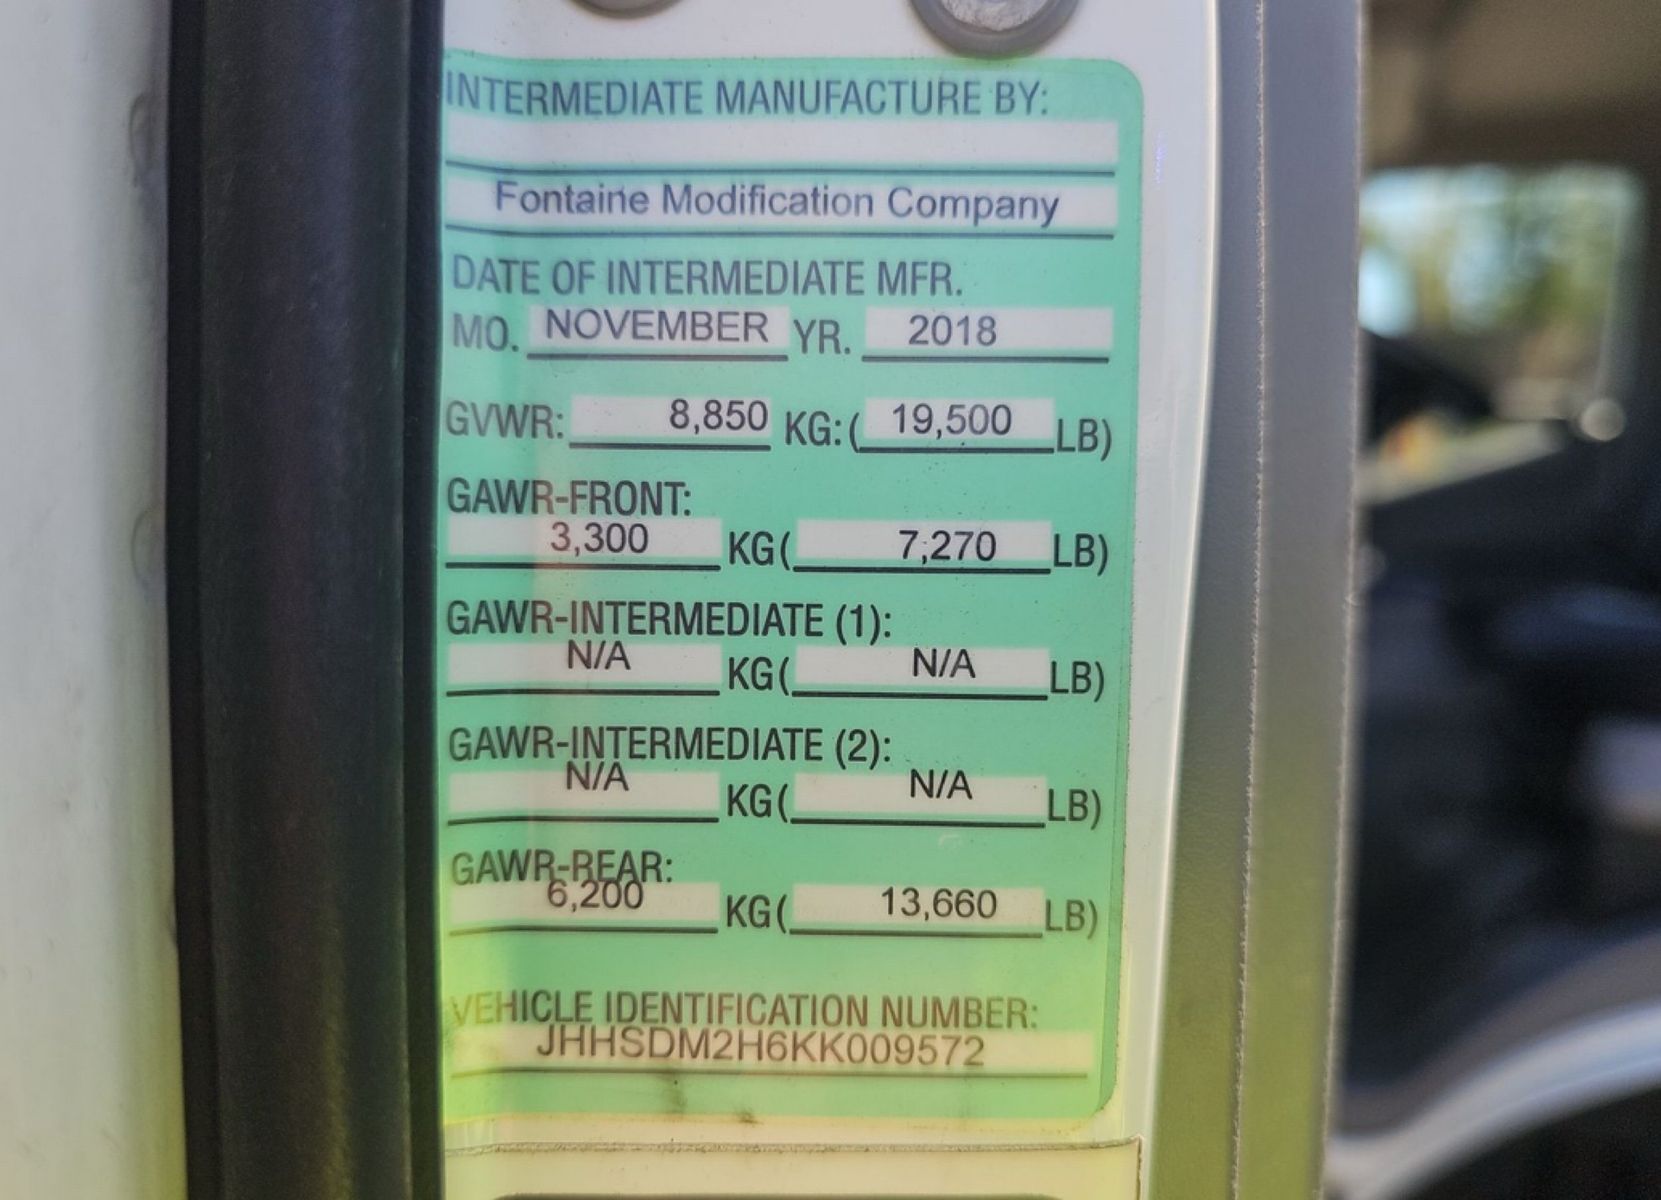 INTERMEDIATE MANUFACTURE BY:
Fontaine Modification Company
DATE OF INTERMEDIATE MFR.
MO. NOVEMBER YR. 2018
GVWR: 8,850 KG: ( 19,500 LB)
GAWR-FRONT:
3,300 KG ( 7,270 LB)
GAWR-INTERMEDIATE (1):
N/A KG ( N/A LB)
GAWR-INTERMEDIATE (2):
N/A KG ( N/A LB)
GAWR-REAR:
6,200 KG ( 13,660 LB)
VEHICLE IDENTIFICATION NUMBER:
JHHSDM2H6KK009572